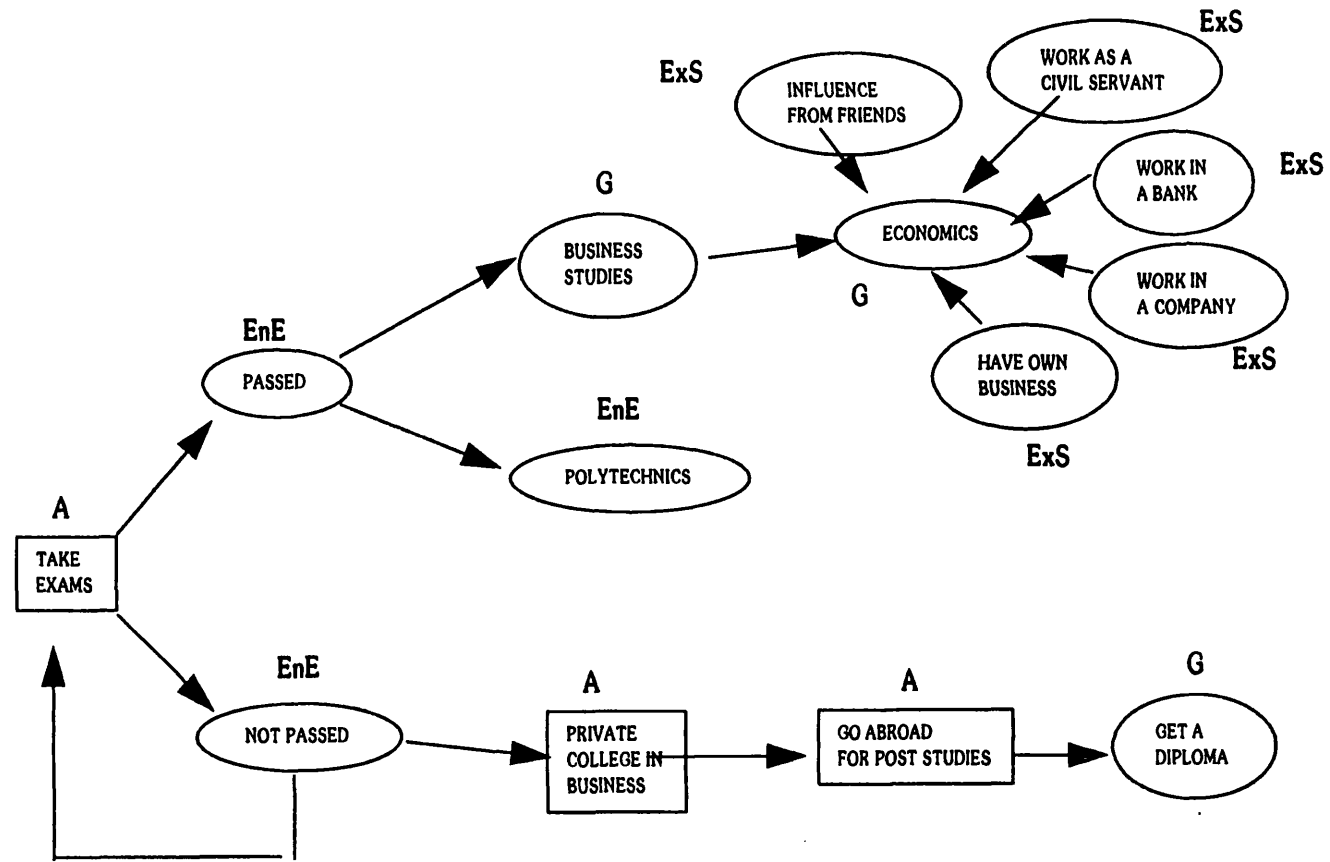 ExS
WORK AS A
CIVIL SERVANT
ExS
INFLUENCE
FROM FRIENDS
WORK IN
A BANK
ExS
G
BUSINESS
STUDIES
ECONOMICS
G
WORK IN
A COMPANY
ExS
EnE
PASSED
HAVE OWN
BUSINESS
ExS
EnE
POLYTECHNICS
A
TAKE
EXAMS
EnE
NOT PASSED
A
PRIVATE
COLLEGE IN
BUSINESS
A
GO ABROAD
FOR POST STUDIES
G
GET A
DIPLOMA